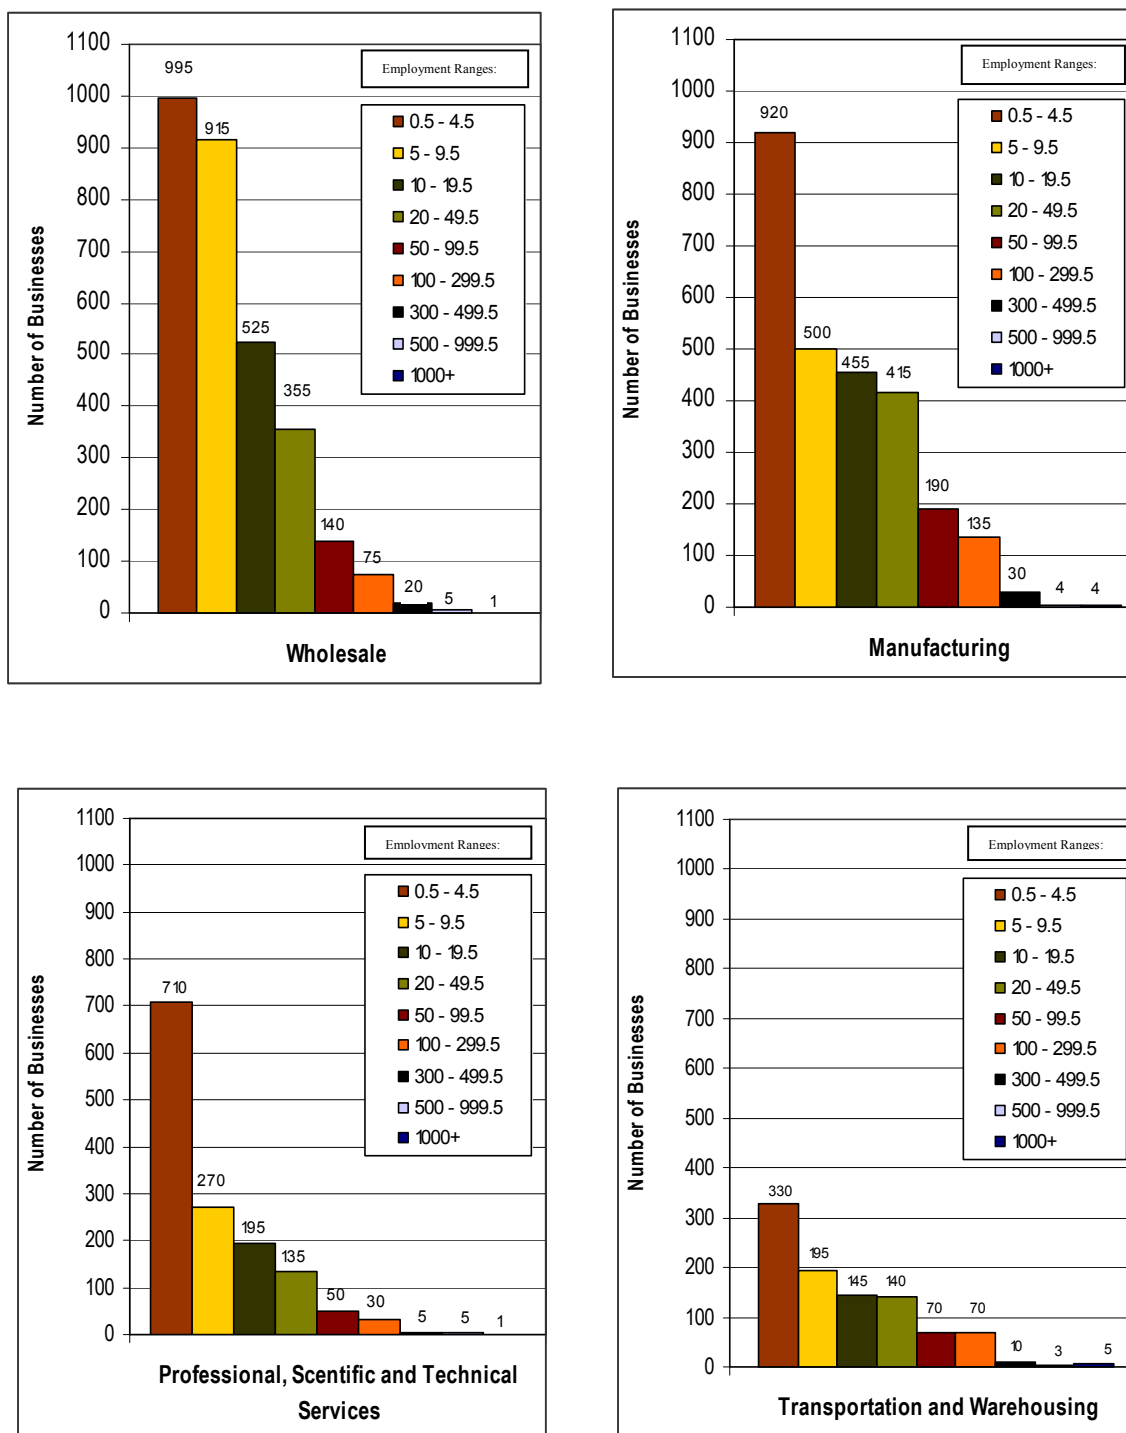 1100
1000
900
800
700
600
500
400
300
200
100
0
Number of Businesses
995
915
525
355
140
75
20
5
1
Employment Ranges:
0.5 - 4.5
5 - 9.5
10 - 19.5
20 - 49.5
50 - 99.5
100 - 299.5
300 - 499.5
500 - 999.5
1000+
Wholesale
1100
1000
900
800
700
600
500
400
300
200
100
0
Number of Businesses
920
500
455
415
190
135
30
4
4
Employment Ranges:
0.5 - 4.5
5 - 9.5
10 - 19.5
20 - 49.5
50 - 99.5
100 - 299.5
300 - 499.5
500 - 999.5
1000+
Manufacturing
1100
1000
900
800
700
600
500
400
300
200
100
0
Number of Businesses
710
270
195
135
50
30
5
5
1
Employment Ranges:
0.5 - 4.5
5 - 9.5
10 - 19.5
20 - 49.5
50 - 99.5
100 - 299.5
300 - 499.5
500 - 999.5
1000+
Professional, Scentific and Technical
Services
1100
1000
900
800
700
600
500
400
300
200
100
0
Number of Businesses
330
195
145
140
70
70
10
3
5
Employment Ranges:
0.5 - 4.5
5 - 9.5
10 - 19.5
20 - 49.5
50 - 99.5
100 - 299.5
300 - 499.5
500 - 999.5
1000+
Transportation and Warehousing